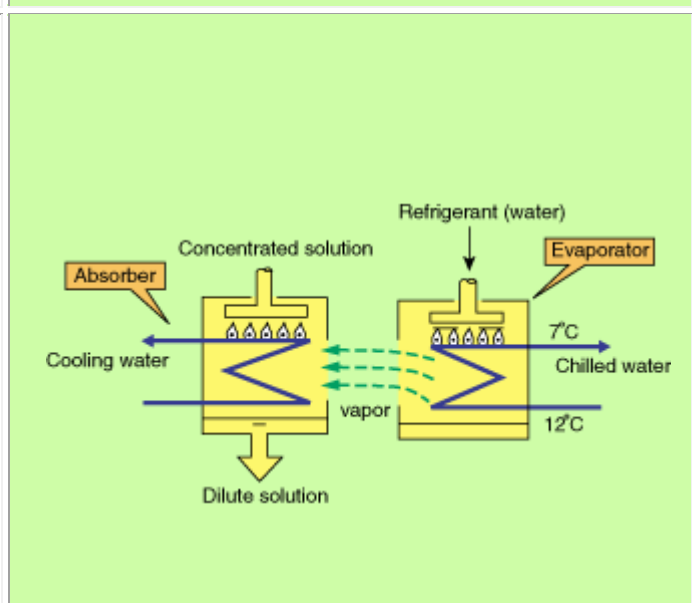 Refrigerant (water)
Concentrated solution
Evaporator
Absorber
7°C
Cooling water
Chilled water
vapor
12°C
Dilute solution